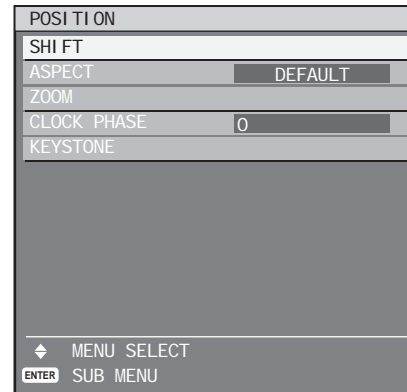 POSITION
SHIFT
ASPECT DEFAULT
ZOOM
CLOCK PHASE 0
KEYSTONE
MENU SELECT
ENTER SUB MENU